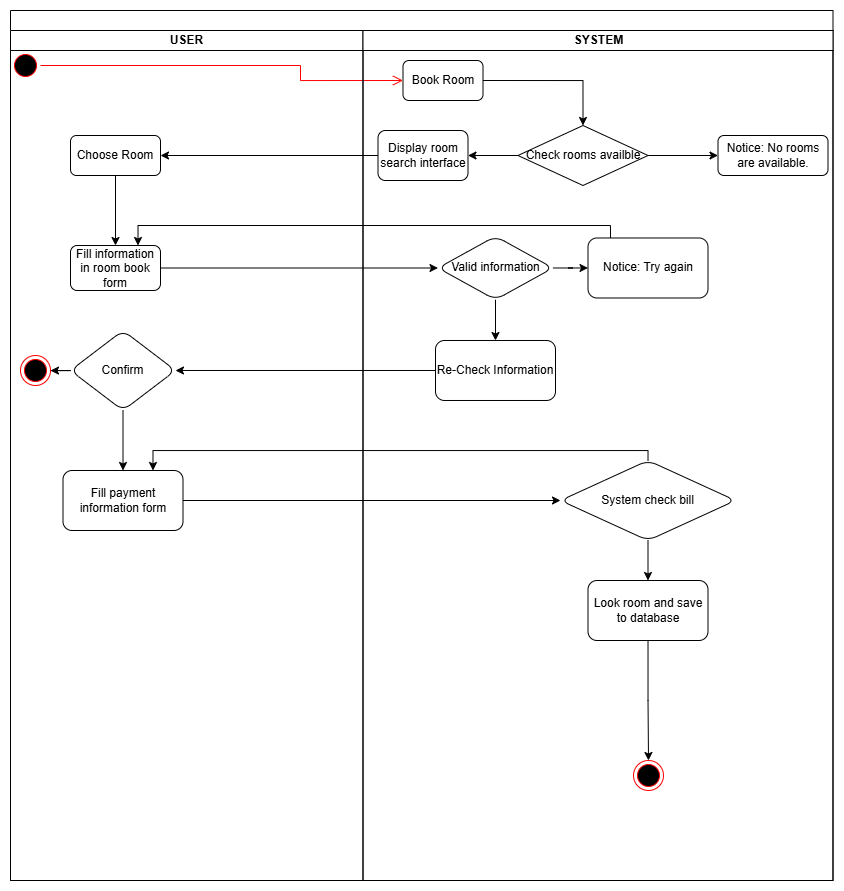 USER
SYSTEM
Book Room
Choose Room
Display room
search interface
Check rooms availble
Notice: No rooms
are available.
Fill information
in room book
form
Valid information
Notice: Try again
Confirm
Re-Check Information
Fill payment
information form
System check bill
Look room and save
to database